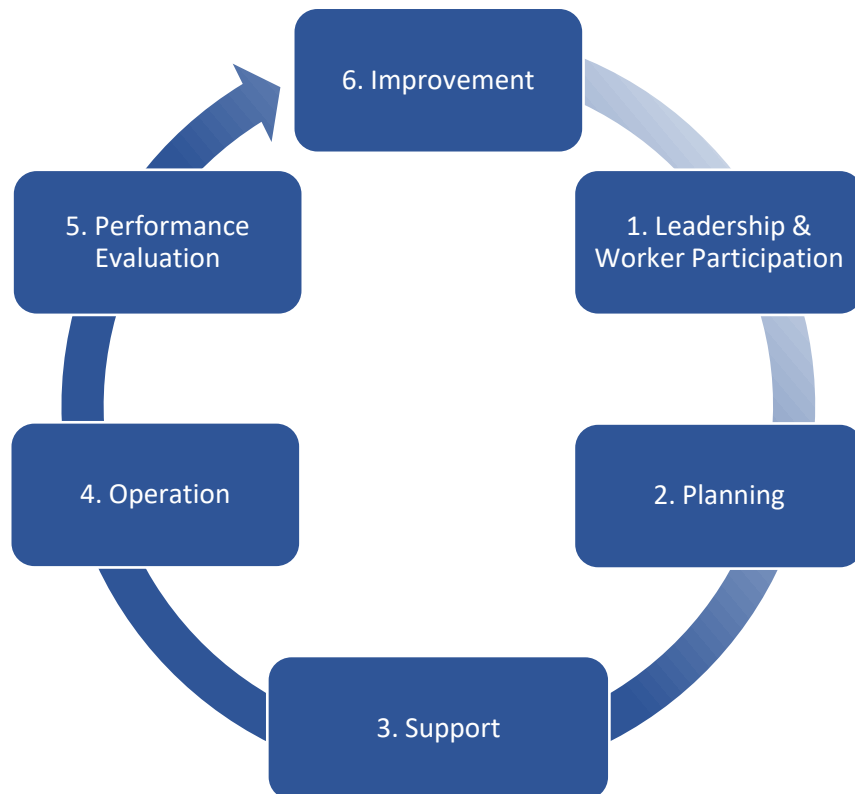 6. Improvement
1. Leadership &
Worker Participation
2. Planning
3. Support
4. Operation
5. Performance
Evaluation